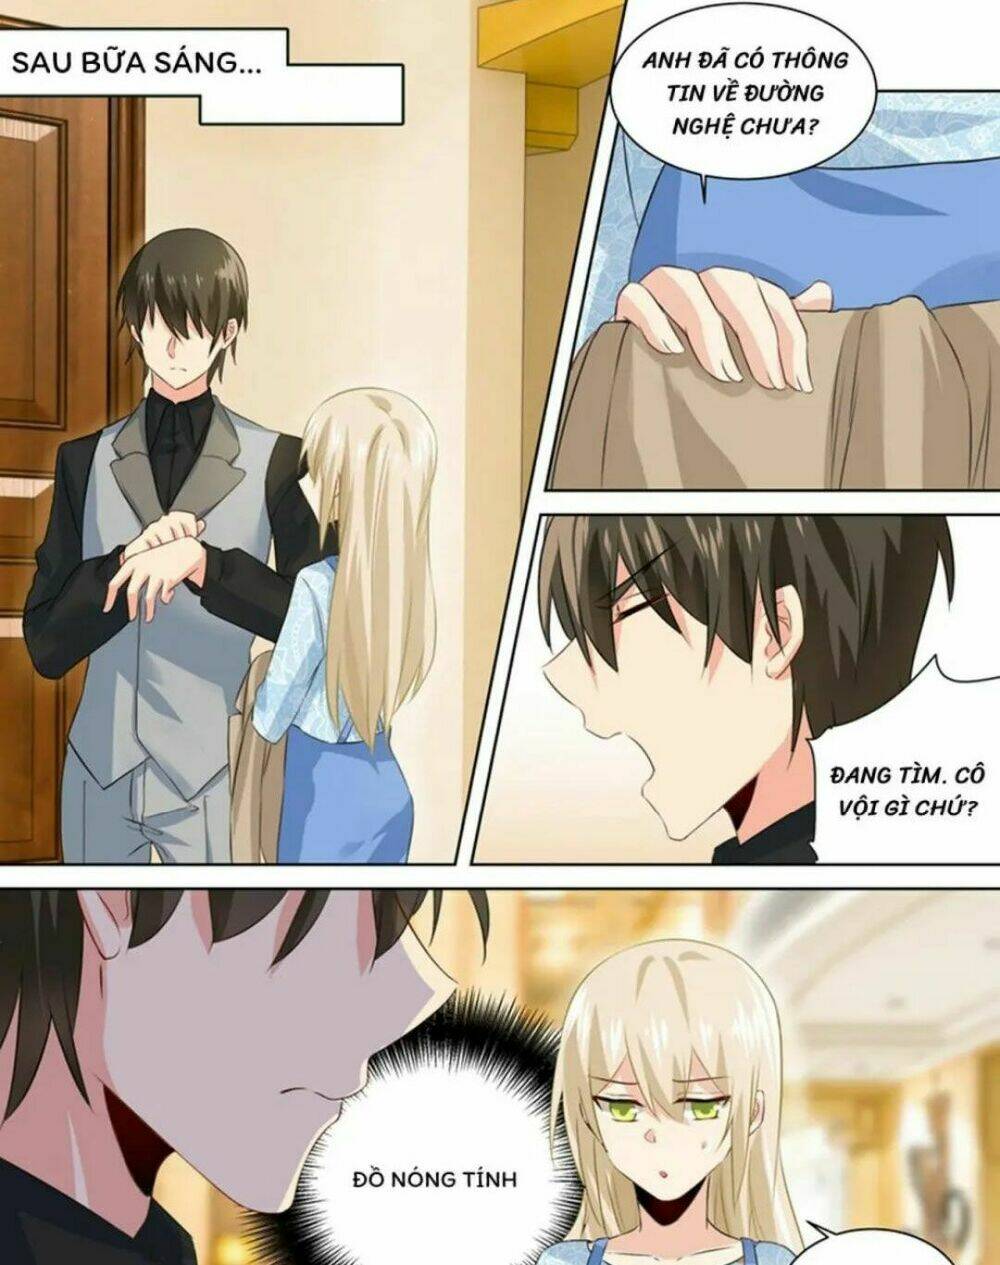 SAU BỮA SÁNG...
ANH ĐÃ CÓ THÔNG
TIN VỀ ĐƯỜNG
NGHỆ CHƯA?
ĐANG TÌM. CÔ
VỘI GÌ CHỨ?
ĐỒ NÓNG TÍNH